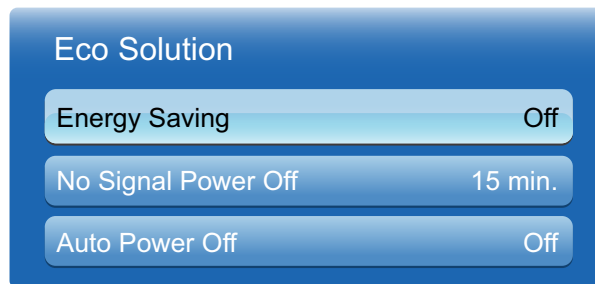 Eco Solution
Energy Saving Off
No Signal Power Off 15 min.
Auto Power Off Off